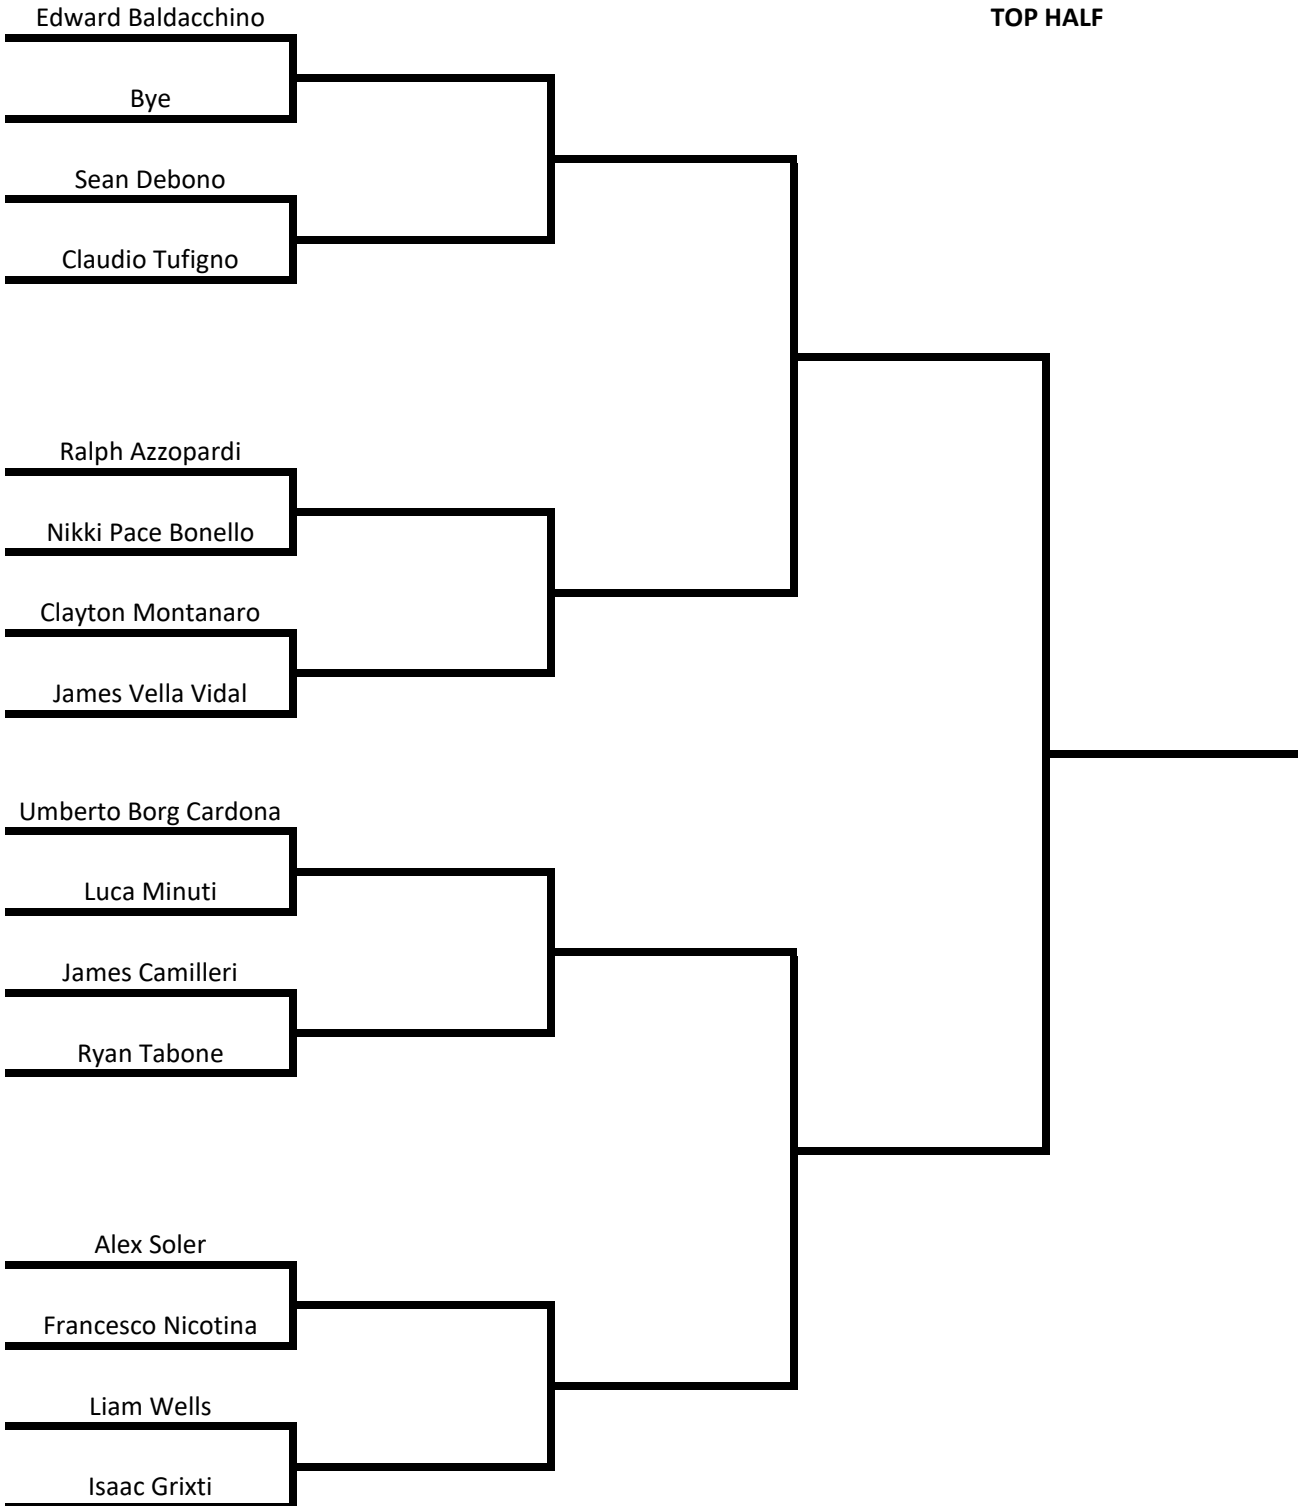 Edward Baldacchino
TOP HALF
Bye
Sean Debono
Claudio Tufigno
Ralph Azzopardi
Nikki Pace Bonello
Clayton Montanaro
James Vella Vidal
Umberto Borg Cardona
Luca Minuti
James Camilleri
Ryan Tabone
Alex Soler
Francesco Nicotina
Liam Wells
Isaac Grixti